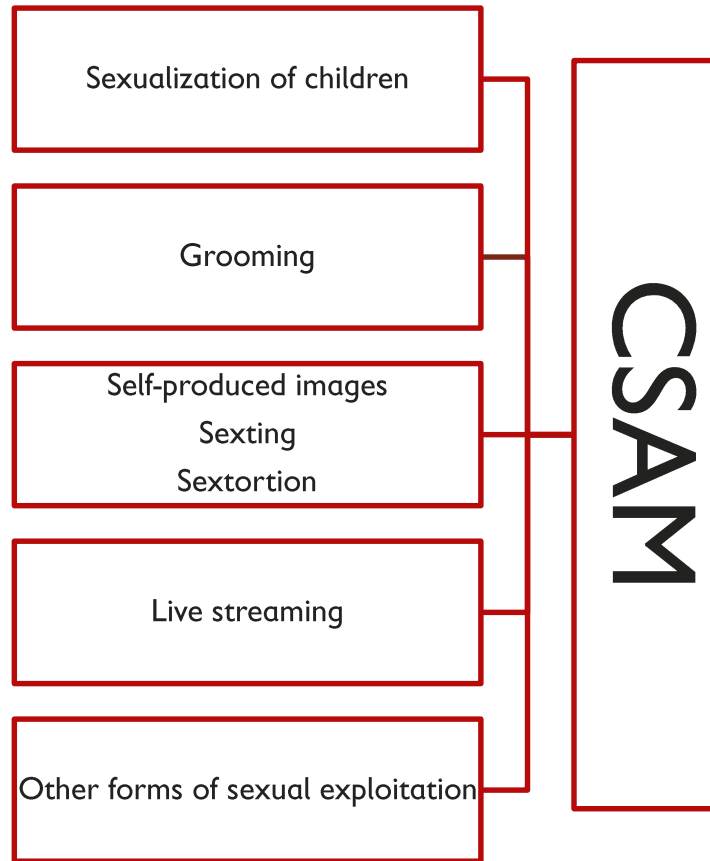 Sexualization of children
Grooming
Self-produced images
Sexting
Sextortion
Live streaming
Other forms of sexual exploitation
CSAM